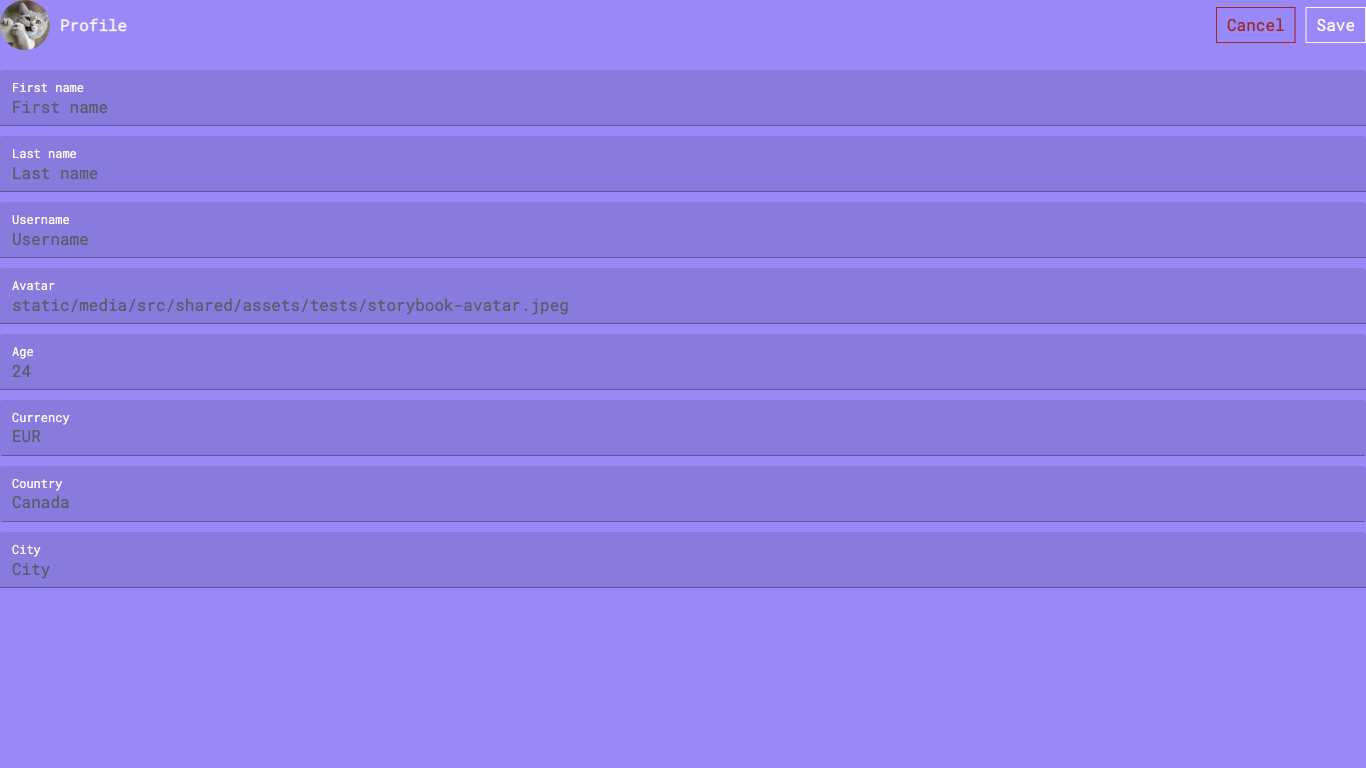 Profile
Cancel
Save
First name
First name
Last name
Last name
Username
Username
Avatar
static/media/src/shared/assets/tests/storybook-avatar.jpeg
Age
24
Currency
EUR
Country
Canada
City
City